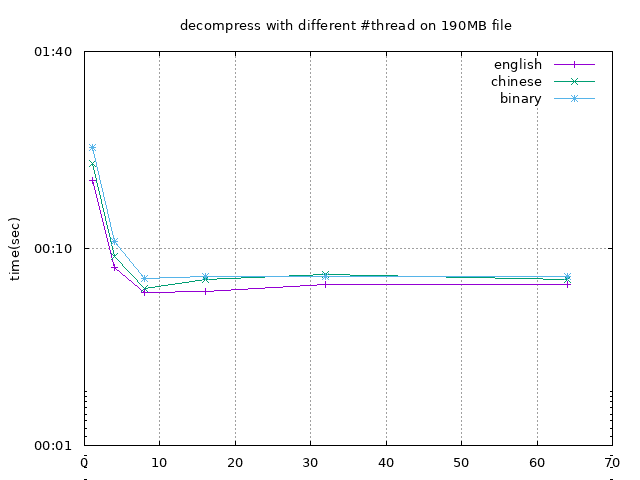 decompress with different #thread on 190MB file
01:40
english
chinese
binary
00:10
time(sec)
00:01
0 10 20 30 40 50 60 70